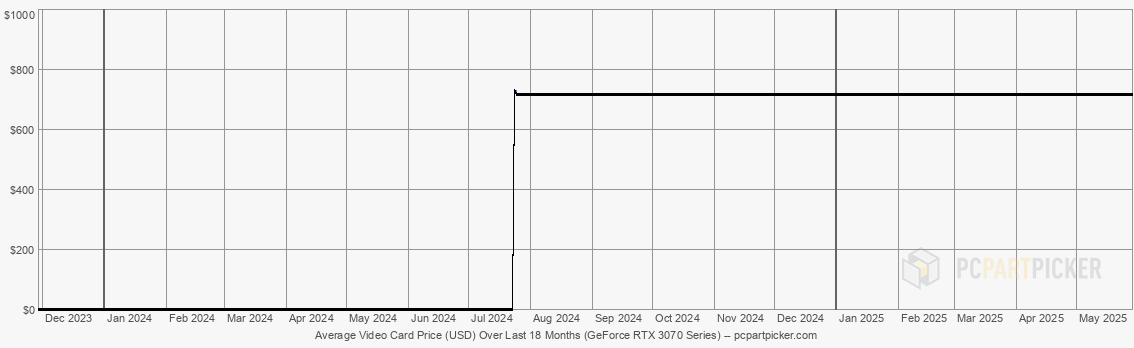 $1000
$800
$600
$400
$200
$0
Dec 2023 Jan 2024 Feb 2024 Mar 2024 Apr 2024 May 2024 Jun 2024 Jul 2024 Aug 2024 Sep 2024 Oct 2024 Nov 2024 Dec 2024 Jan 2025 Feb 2025 Mar 2025 Apr 2025 May 2025
Average Video Card Price (USD) Over Last 18 Months (GeForce RTX 3070 Series) -- pcpartpicker.com
PCPARTPICKER